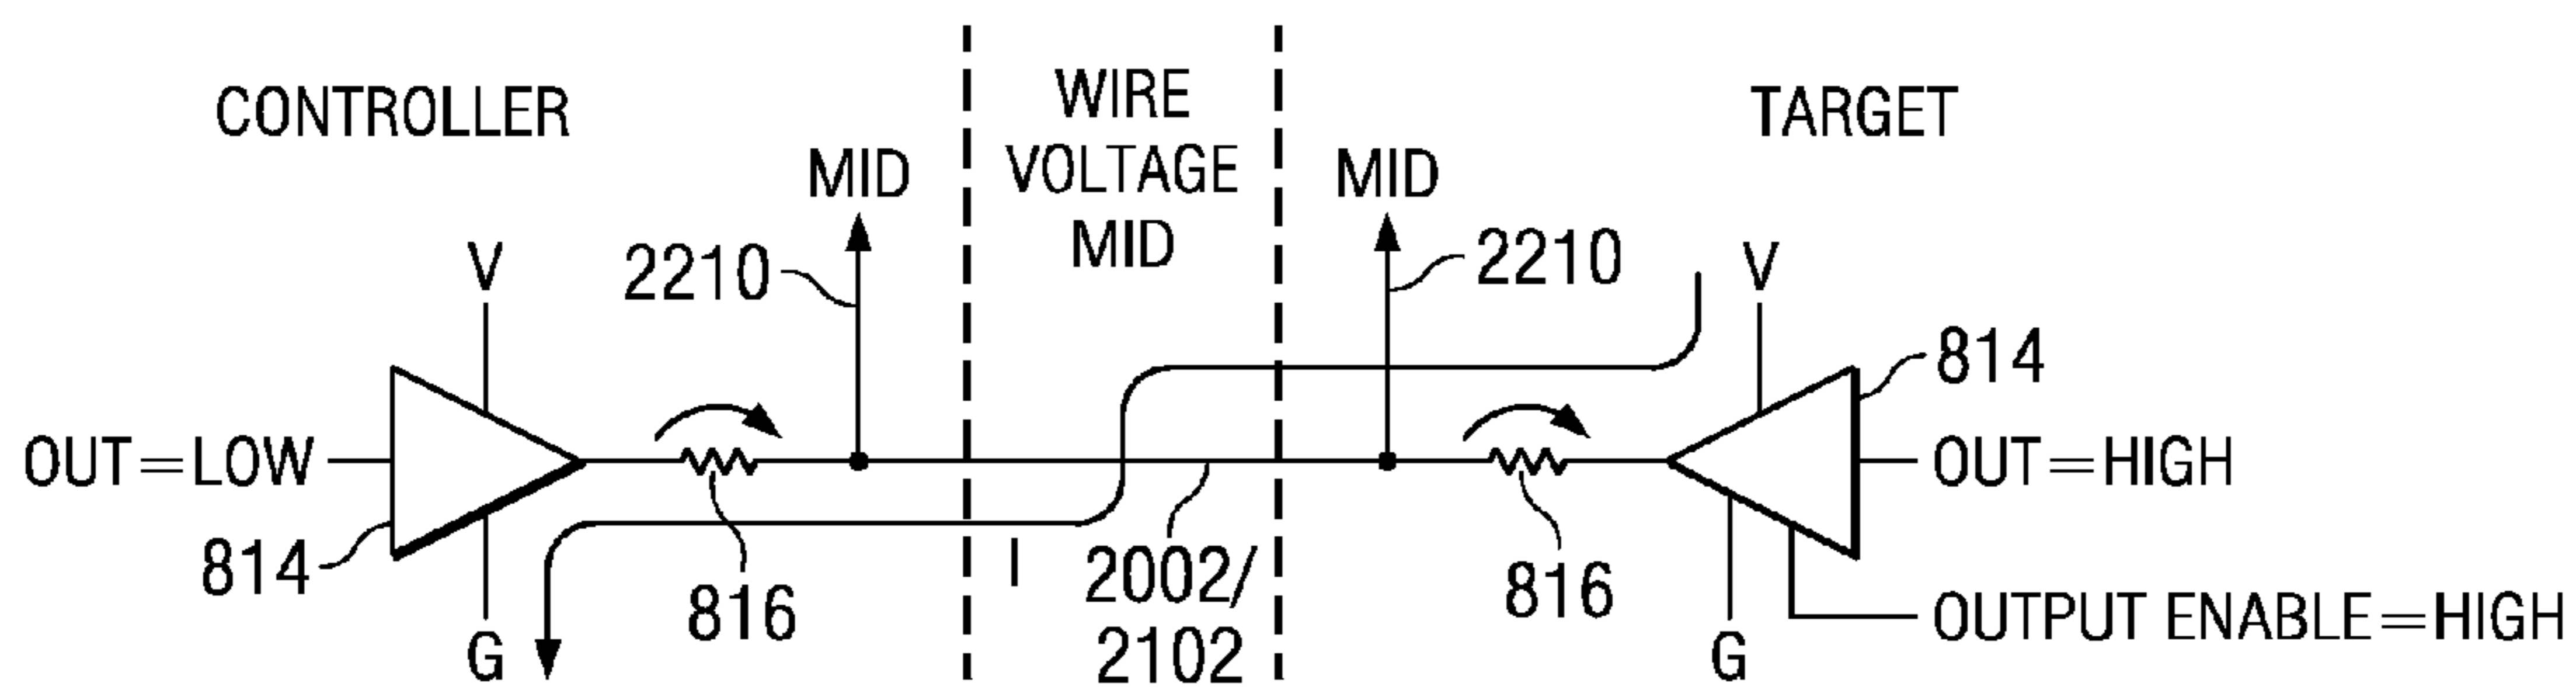 CONTROLLER
WIRE
VOLTAGE
MID
TARGET
MID
MID
V
2210
2210
V
814
OUT=LOW
OUT=HIGH
814
816
I
2002/
2102
816
OUTPUT ENABLE=HIGH
G
G